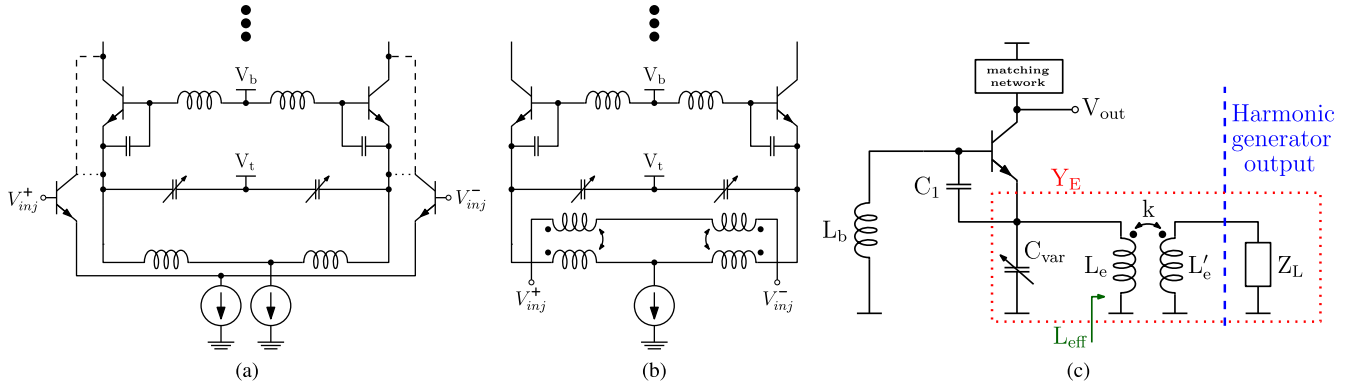 V_b
V_t
V_inj^+
V_inj^-
(a)
V_b
V_t
V_inj^+
V_inj^-
(b)
matching
network
V_out
Harmonic
generator
output
Y_E
C_1
k
L_b
C_var
L_e
L'_e
Z_L
L_eff
(c)